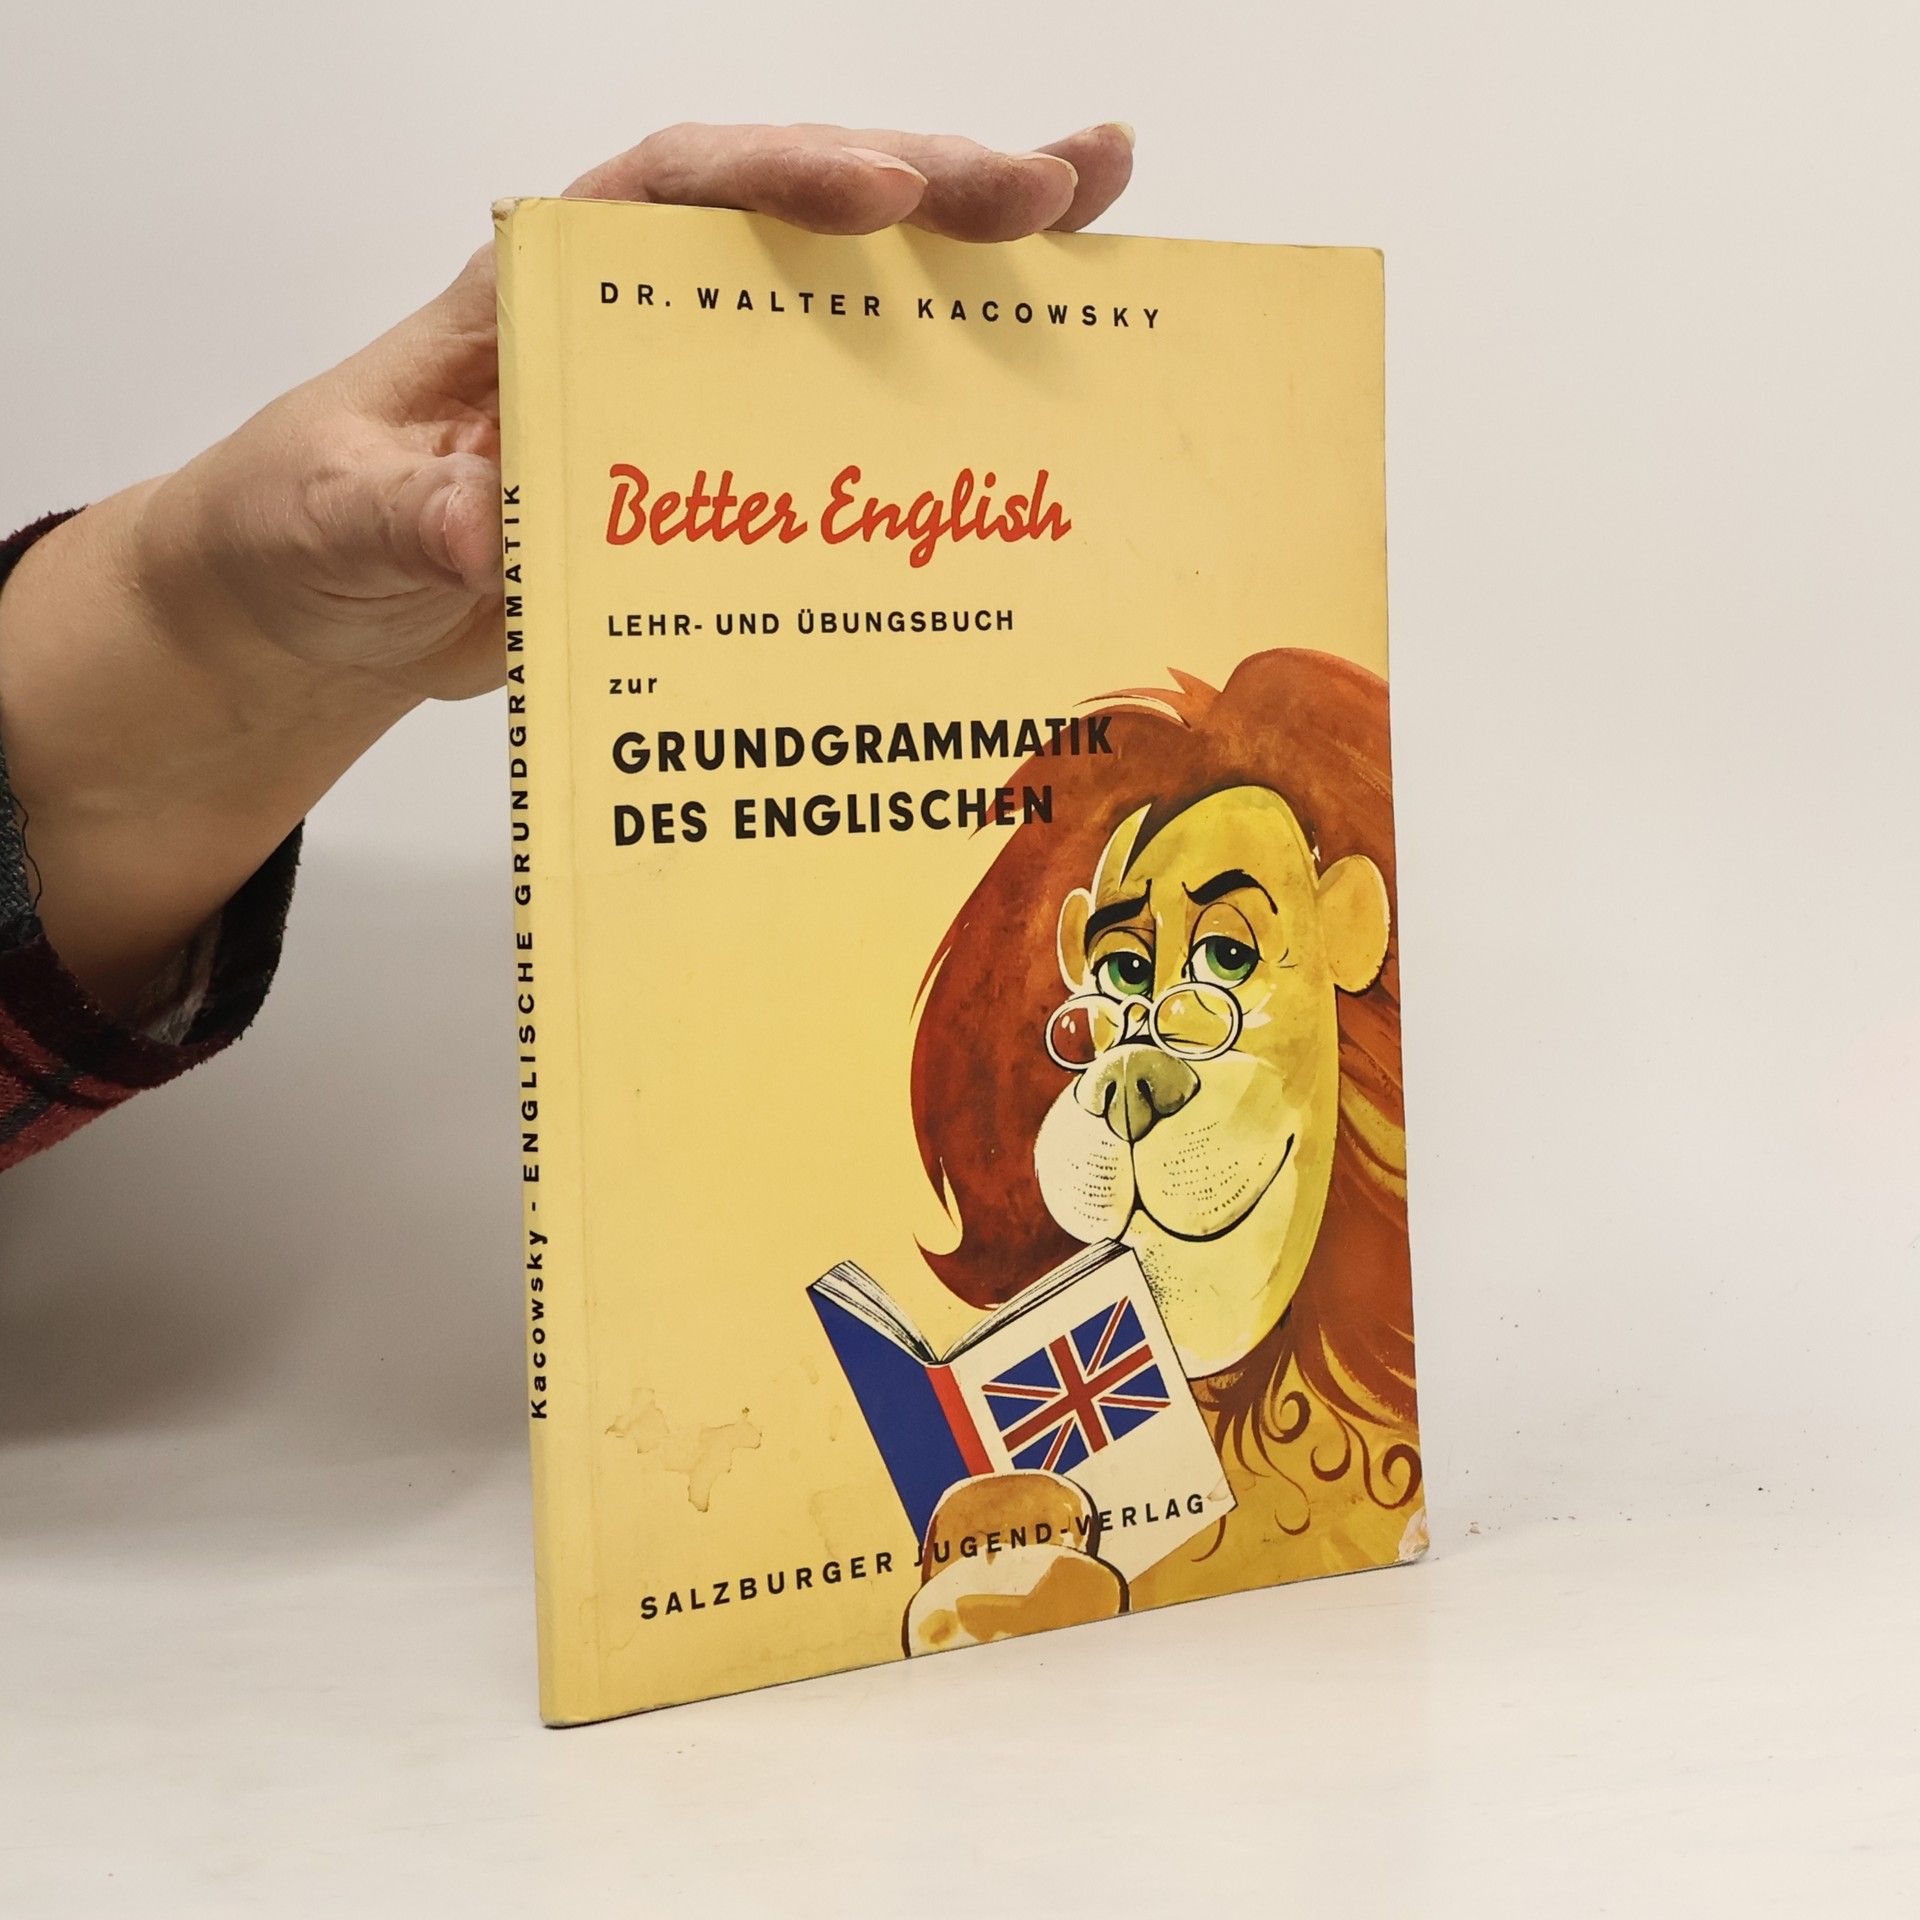 DR. WALTER KACOWSKY
Better English
LEHR- UND ÜBUNGSBUCH
zur
GRUNDGRAMMATIK
DES ENGLISCHEN
SALZBURGER JUGEND-VERLAG
Kacowsky - ENGLISCHE GRUNDGRAMMATIK